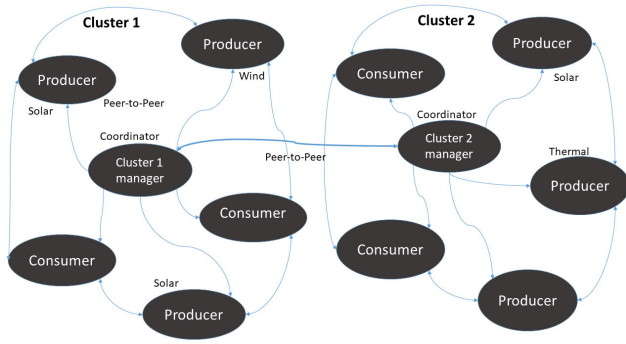 Cluster 1
Producer
Wind
Producer
Solar
Peer-to-Peer
Coordinator
Cluster 1
manager
Peer-to-Peer
Consumer
Consumer
Solar
Producer
Cluster 2
Producer
Solar
Consumer
Coordinator
Cluster 2
manager
Thermal
Producer
Consumer
Producer